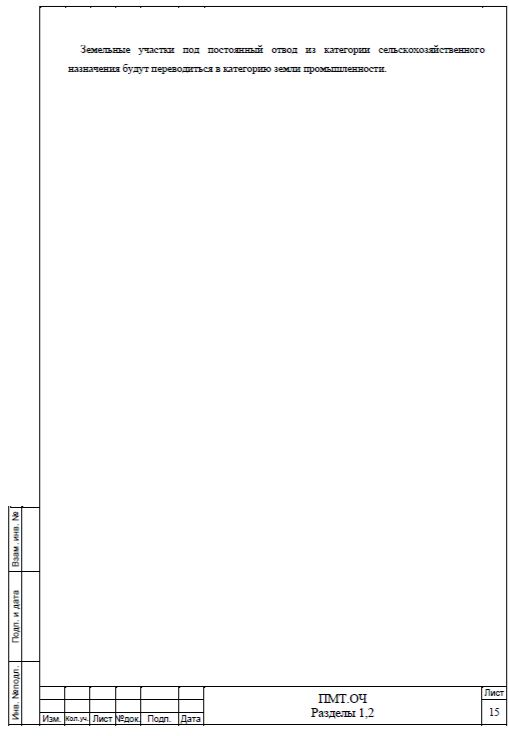 Земельные участки под постоянный отвод из категории сельскохозяйственного
назначения будут переводиться в категорию земли промышленности.
Взам. инв. №
Подп. и дата
Инв. №подл.
Изм. Кол.уч. Лист №док. Подп. Дата
ПМТ.ОЧ
Разделы 1,2
Лист
15